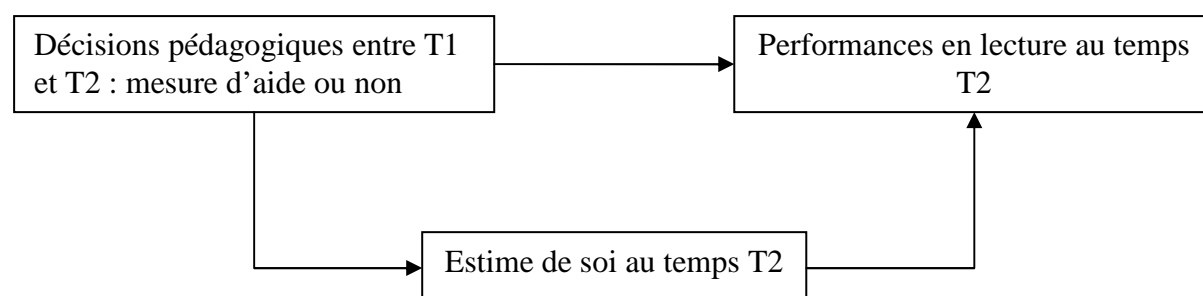 Décisions pédagogiques entre T1
et T2 : mesure d’aide ou non
Performances en lecture au temps
T2
Estime de soi au temps T2